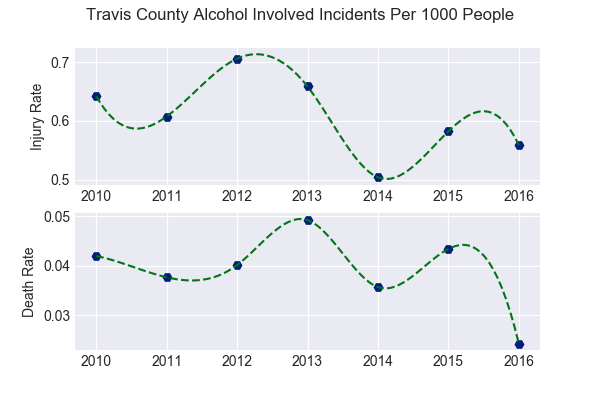 Travis County Alcohol Involved Incidents Per 1000 People
Injury Rate
0.7
0.6
0.5
2010 2011 2012 2013 2014 2015 2016
Death Rate
0.05
0.04
0.03
2010 2011 2012 2013 2014 2015 2016